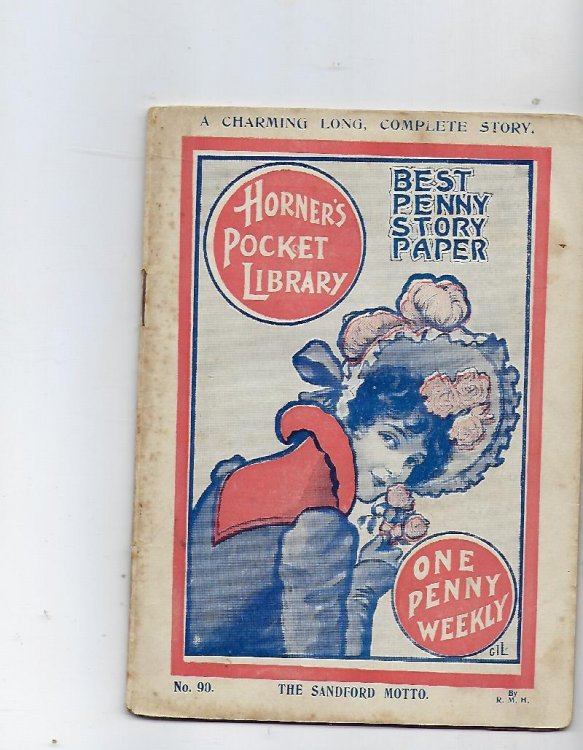 A CHARMING LONG, COMPLETE STORY.
HORNER'S
POCKET
LIBRARY
BEST
PENNY
STORY
PAPER
ONE
PENNY
WEEKLY
GIL
No. 90.
THE SANDFORD MOTTO.
By
R. M. H.